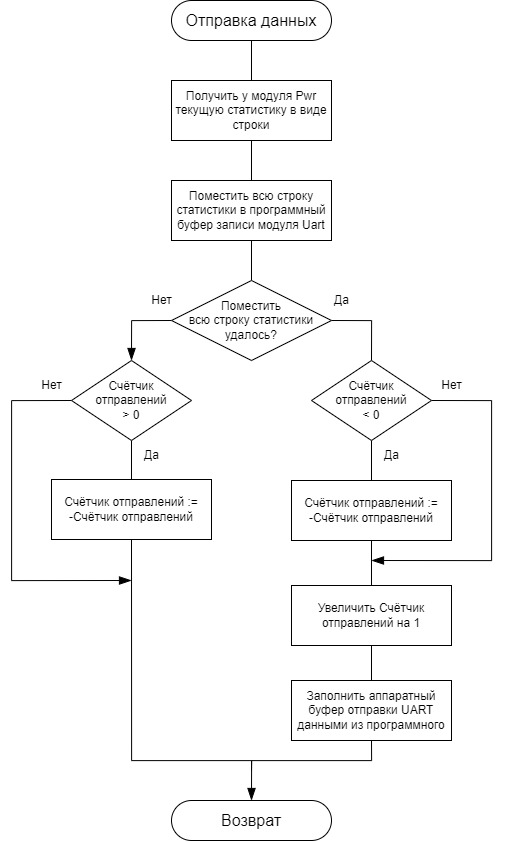 Отправка данных
Получить у модуля Pwr
текущую статистику в виде
строки
Поместить всю строку
статистики в программный
буфер записи модуля Uart
Нет
Поместить
всю строку статистики
удалось?
Да
Нет
Счётчик
отправлений
> 0
Счётчик
отправлений
< 0
Нет
Да
Да
Счётчик отправлений :=
-Счётчик отправлений
Счётчик отправлений :=
-Счётчик отправлений
Увеличить Счётчик
отправлений на 1
Заполнить аппаратный
буфер отправки UART
данными из программного
Возврат